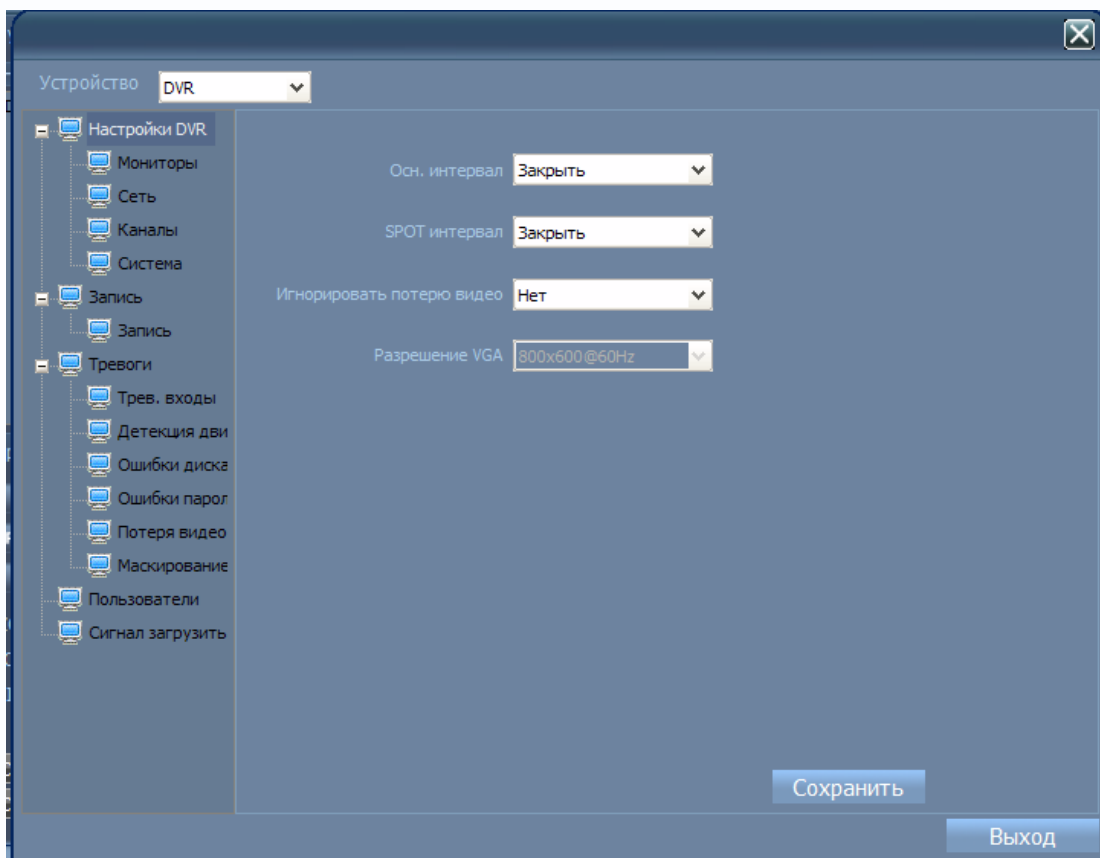 Устройство DVR
Настройки DVR
Мониторы
Сеть
Каналы
Система
Запись
Запись
Тревоги
Трев. входы
Детекция дви
Ошибки диска
Ошибки парол
Потеря видео
Маскирование
Пользователи
Сигнал загрузить
Осн. интервал Закрыть
SPOT интервал Закрыть
Игнорировать потерю видео Нет
Разрешение VGA 800x600@60Hz
Сохранить
Выход